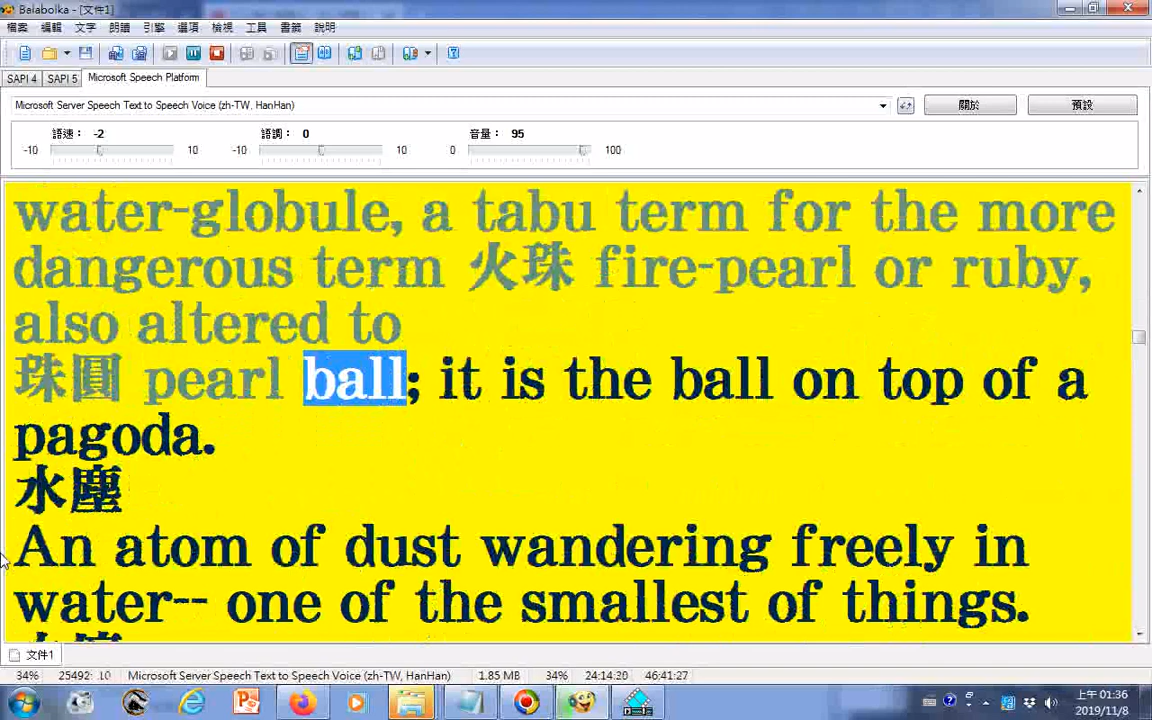 Balabolka - [文件1]
檔案 編輯 文字 朗讀 引擎 選項 檢視 工具 書籤 說明
SAPI 4 SAPI 5 Microsoft Speech Platform
Microsoft Server Speech Text to Speech Voice (zh-TW, HanHan) 關於 預設
語速： -2 語調： 0 音量： 95
-10 10 -10 10 0 100
water-globule, a tabu term for the more
dangerous term 火珠 fire-pearl or ruby,
also altered to
珠圓 pearl ball; it is the ball on top of a
pagoda.
水塵
An atom of dust wandering freely in
water-- one of the smallest of things.
文件1
34% 25492: 10 Microsoft Server Speech Text to Speech Voice (zh-TW, HanHan) 1.85 MB 34% 24:14:20 46:41:27
上午 01:36
2019/11/8